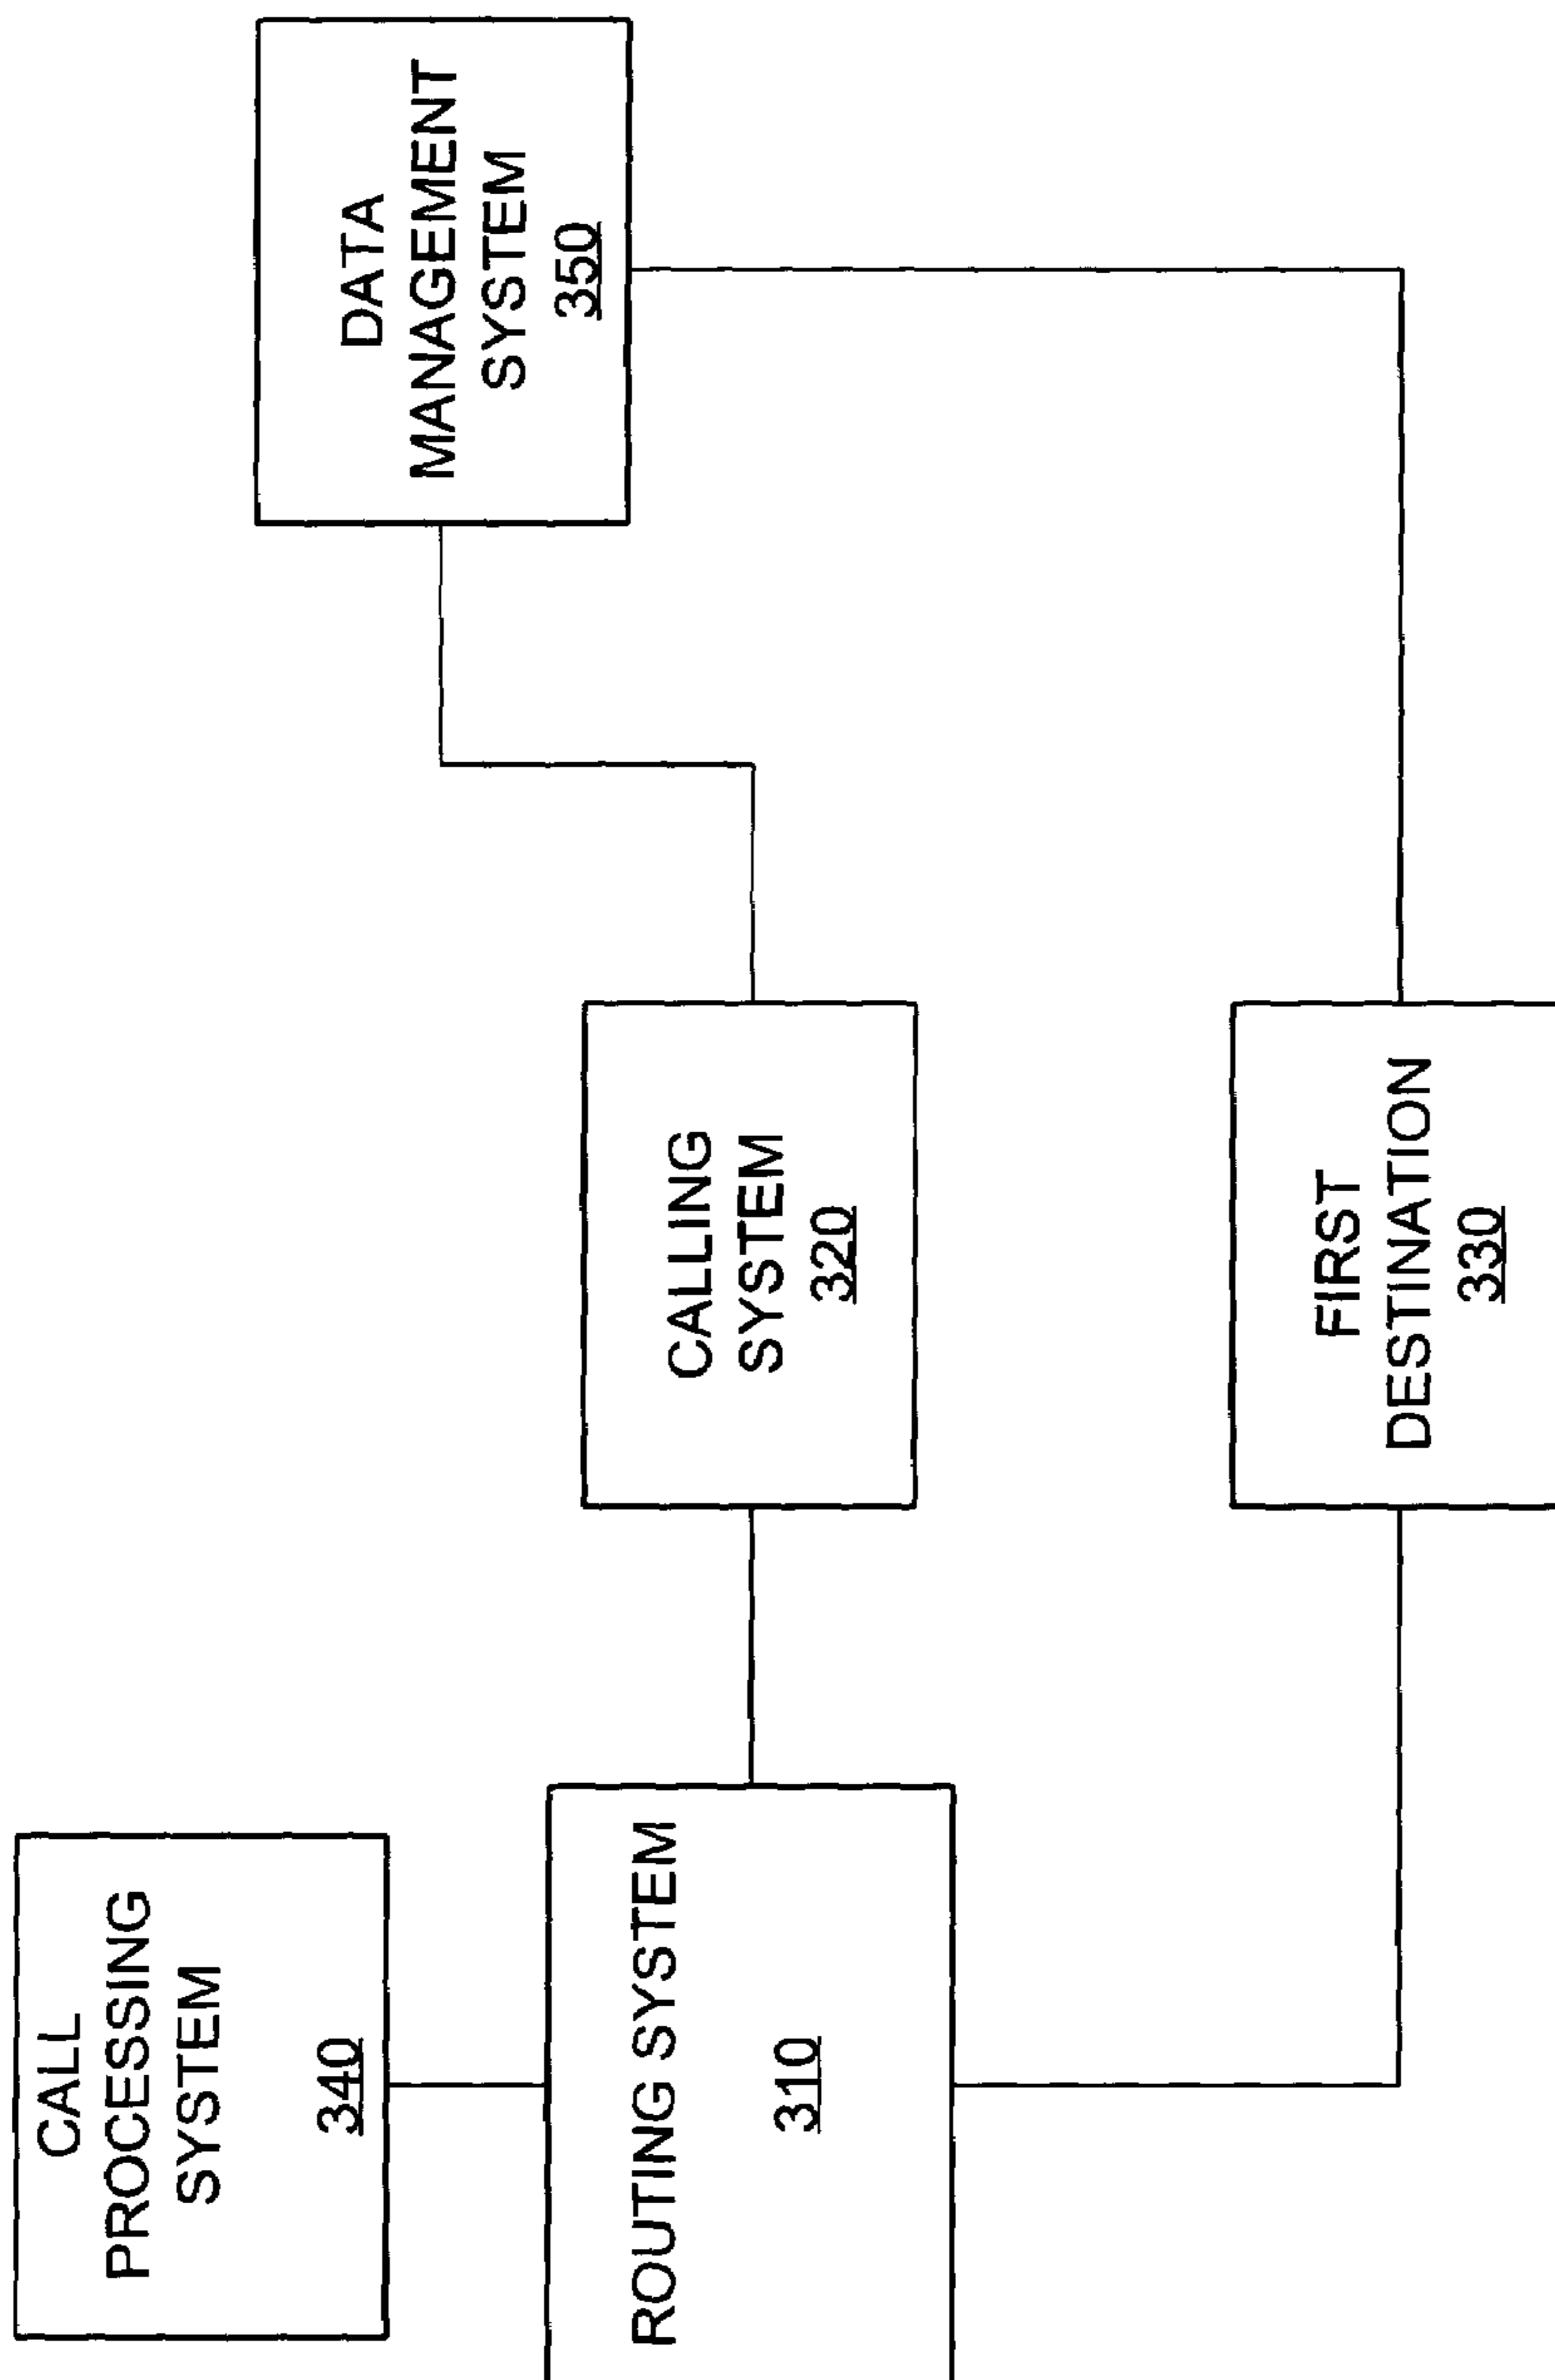 CALL
PROCESSING
SYSTEM
340
ROUTING SYSTEM
310
CALLING
SYSTEM
320
FIRST
DESTINATION
330
DATA
MANAGEMENT
SYSTEM
350